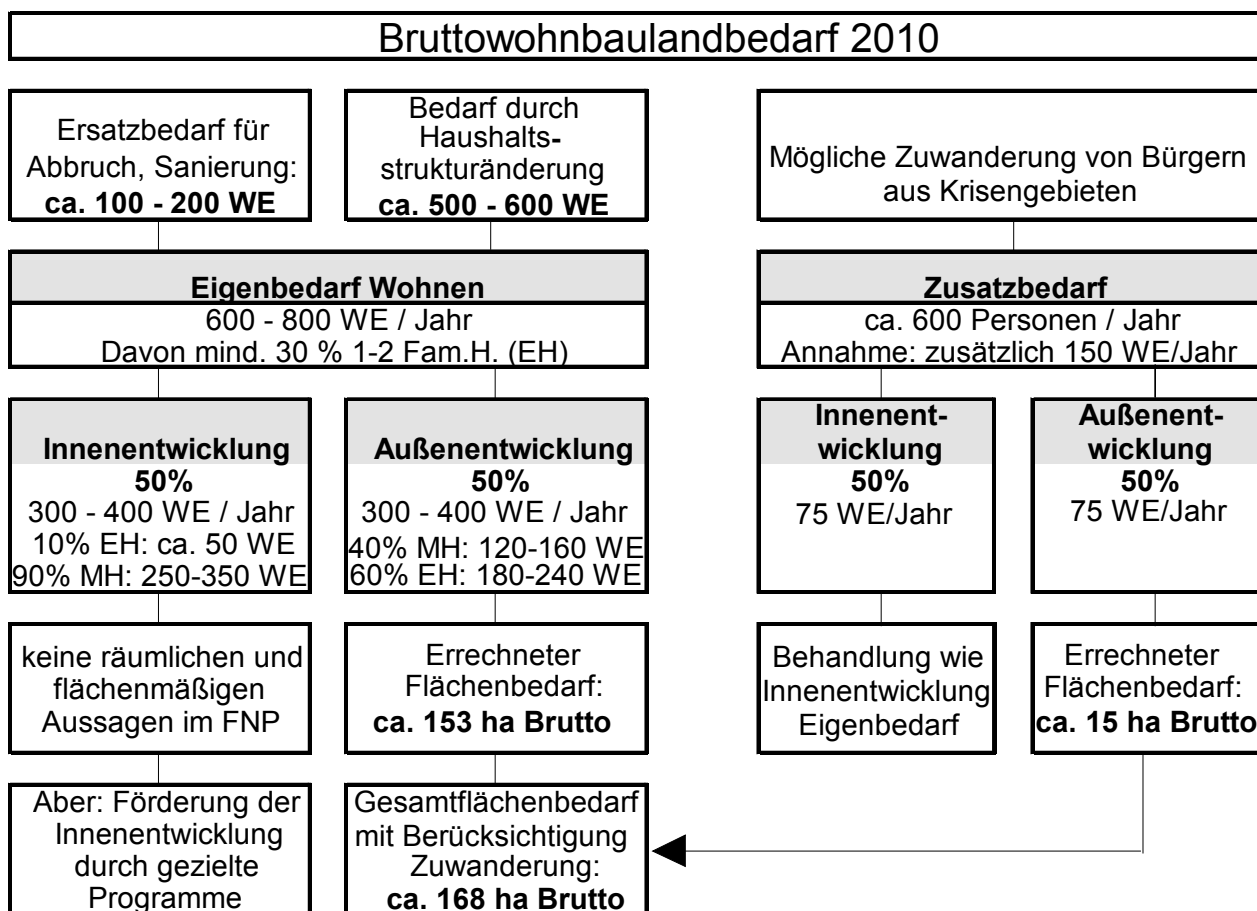 Bruttowohnbaulandbedarf 2010
Ersatzbedarf für
Abbruch, Sanierung:
ca. 100 - 200 WE
Bedarf durch
Haushalts-
strukturänderung
ca. 500 - 600 WE
Mögliche Zuwanderung von Bürgern
aus Krisengebieten
Eigenbedarf Wohnen
600 - 800 WE / Jahr
Davon mind. 30 % 1-2 Fam.H. (EH)
Zusatzbedarf
ca. 600 Personen / Jahr
Annahme: zusätzlich 150 WE/Jahr
Innenentwicklung
50%
300 - 400 WE / Jahr
10% EH: ca. 50 WE
90% MH: 250-350 WE
Außenentwicklung
50%
300 - 400 WE / Jahr
40% MH: 120-160 WE
60% EH: 180-240 WE
Innenent-
wicklung
50%
75 WE/Jahr
Außenent-
wicklung
50%
75 WE/Jahr
keine räumlichen und
flächenmäßigen
Aussagen im FNP
Errechneter
Flächenbedarf:
ca. 153 ha Brutto
Behandlung wie
Innenentwicklung
Eigenbedarf
Errechneter
Flächenbedarf:
ca. 15 ha Brutto
Aber: Förderung der
Innenentwicklung
durch gezielte
Programme
Gesamtflächenbedarf
mit Berücksichtigung
Zuwanderung:
ca. 168 ha Brutto